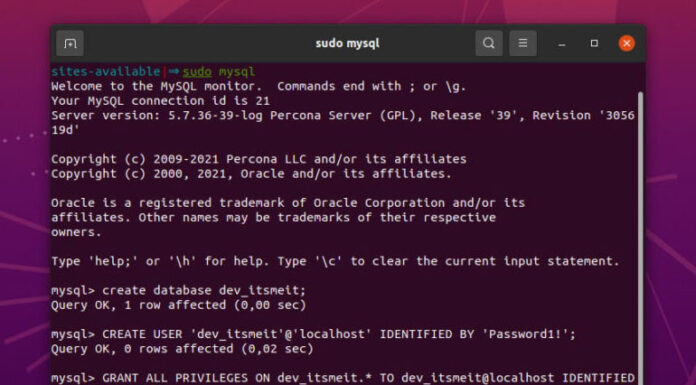 sudo mysql
sites-available|⇒ sudo mysql
Welcome to the MySQL monitor.  Commands end with ; or \g.
Your MySQL connection id is 21
Server version: 5.7.36-39-log Percona Server (GPL), Release '39', Revision '3056
19d'
Copyright (c) 2009-2021 Percona LLC and/or its affiliates
Copyright (c) 2000, 2021, Oracle and/or its affiliates.
Oracle is a registered trademark of Oracle Corporation and/or its
affiliates. Other names may be trademarks of their respective
owners.
Type 'help;' or '\h' for help. Type '\c' to clear the current input statement.
mysql> create database dev_itsmeit;
Query OK, 1 row affected (0,00 sec)
mysql> CREATE USER 'dev_itsmeit'@'localhost' IDENTIFIED BY 'Password1!';
Query OK, 0 rows affected (0,02 sec)
mysql> GRANT ALL PRIVILEGES ON dev_itsmeit.* TO dev_itsmeit@localhost IDENTIFIED